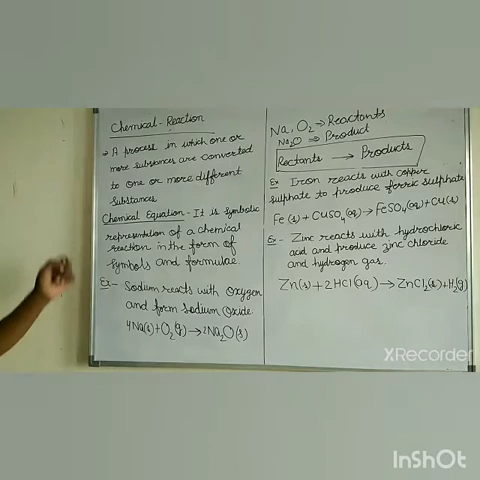 Chemical-Reaction
→ A process in which one or
more substances are converted
to one or more different
substances
Chemical Equation - It is symbolic
representation of a chemical
reaction in the form of
symbols and formulae.
Ex- Sodium reacts with oxygen
and form Sodium Oxide
4Na(s)+O₂(g)→2Na₂O(s)
Na, O₂ → Reactants
Na₂O → Product
Reactants → Products
Ex Iron reacts with copper
sulphate to produce ferric sulphate
Fe(s)+CuSO₄(aq)→FeSO₄(aq)+Cu(s)
Ex- Zinc reacts with hydrochloric
acid and produce zinc chloride
and hydrogen gas.
Zn(s)+2HCl(aq)→ZnCl₂(s)+H₂(g)
XRecorder
InShOt